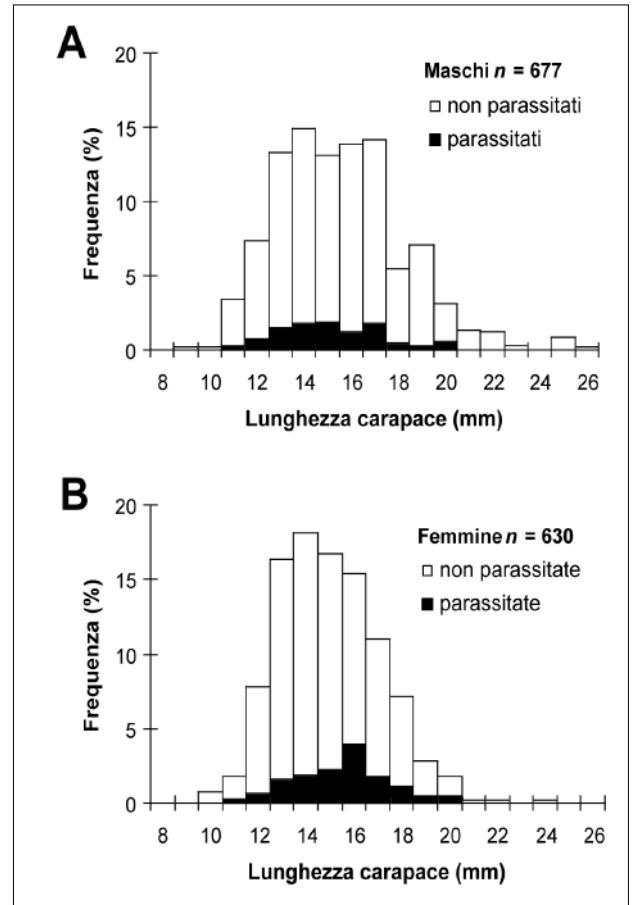 A
Maschi n = 677
non parassitati
parassitati
Frequenza (%)
20
15
10
5
0
8 10 12 14 16 18 20 22 24 26
Lunghezza carapace (mm)
B
Femmine n = 630
non parassitate
parassitate
Frequenza (%)
20
15
10
5
0
8 10 12 14 16 18 20 22 24 26
Lunghezza carapace (mm)